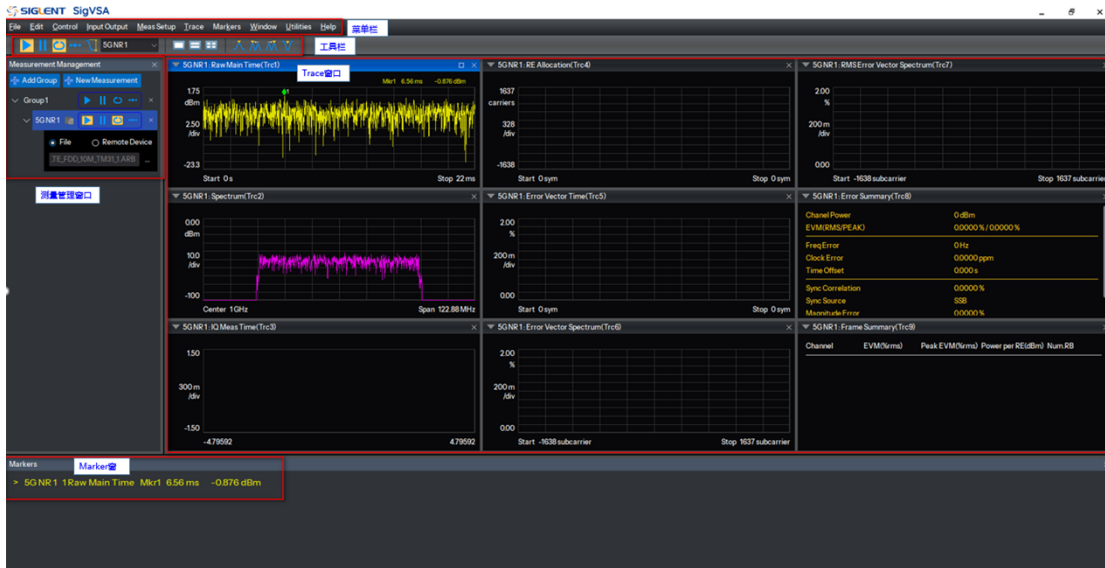 SIGLENT SigVSA
File Edit Control Input Output Meas Setup Trace Markers Window Utilities Help
菜单栏
5G NR 1
工具栏
Measurement Management
Add Group New Measurement
Group1
5G NR 1
File Remote Device
TE_FDD_10M_TM31_1.ARB ...
测量管理窗口
5G NR 1: Raw Main Time(Trc1)
Trace窗口
Mkr1 6.56 ms -0.876 dBm
1
17.5
dBm
2.50
/div
-23.3
Start 0 s Stop 22 ms
5G NR 1: RE Allocation(Trc4)
1637
carriers
328
/div
-1638
Start 0 sym Stop 0 sym
5G NR 1: RMS Error Vector Spectrum(Trc7)
2.00
%
200 m
/div
0.00
Start -1638 subcarrier Stop 1637 subcarrier
5G NR 1: Spectrum(Trc2)
0.00
dBm
10.0
/div
-100
Center 1 GHz Span 122.88 MHz
5G NR 1: Error Vector Time(Trc5)
2.00
%
200 m
/div
0.00
Start 0 sym Stop 0 sym
5G NR 1: Error Summary(Trc8)
Chanel Power 0 dBm
EVM(RMS/PEAK) 0.0000 % / 0.0000 %
Freq Error 0 Hz
Clock Error 0.0000 ppm
Time Offset 0.000 s
Sync Correlation 0.0000 %
Sync Source SSB
Magnitude Error 0.0000 %
5G NR 1: IQ Meas Time(Trc3)
1.50
300 m
/div
-1.50
-4.79592 4.79592
5G NR 1: Error Vector Spectrum(Trc6)
2.00
%
200 m
/div
0.00
Start -1638 subcarrier Stop 1637 subcarrier
5G NR 1: Frame Summary(Trc9)
Channel EVM(%rms) Peak EVM(%rms) Power per RE(dBm) Num.RB
Markers
Marker窗
> 5G NR 1 1 Raw Main Time Mkr1 6.56 ms -0.876 dBm